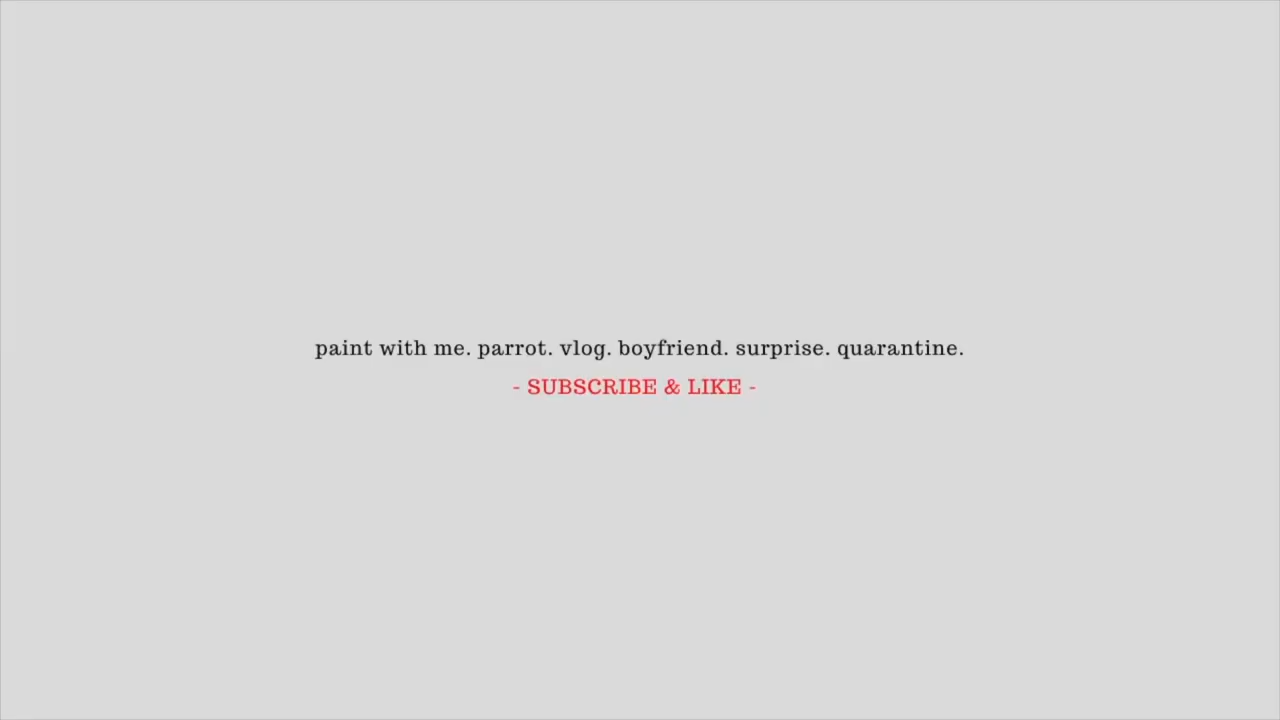 paint with me. parrot. vlog. boyfriend. surprise. quarantine.
- SUBSCRIBE & LIKE -